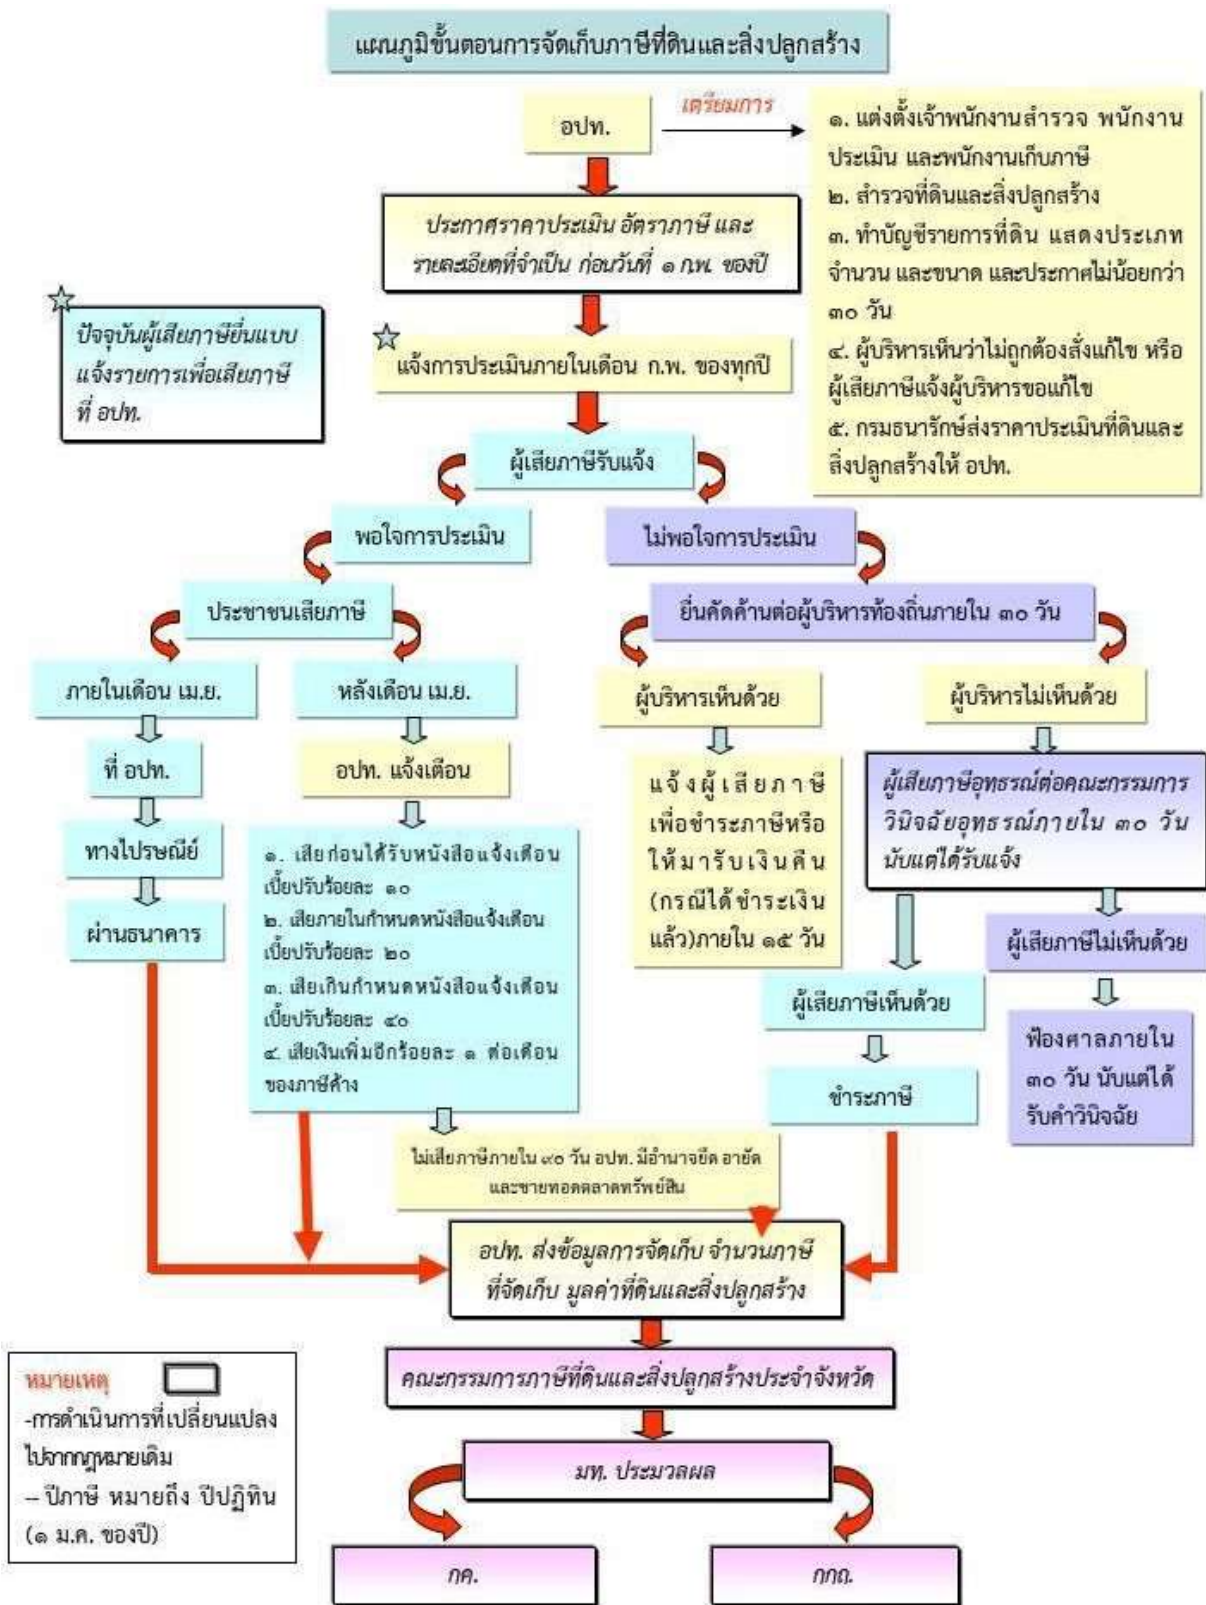 แผนภูมิขั้นตอนการจัดเก็บภาษีที่ดินและสิ่งปลูกสร้าง
อปท.
เตรียมการ
๑. แต่งตั้งเจ้าพนักงานสำรวจ พนักงาน
ประเมิน และพนักงานเก็บภาษี
๒. สำรวจที่ดินและสิ่งปลูกสร้าง
๓. ทำบัญชีรายการที่ดิน แสดงประเภท
จำนวน และขนาด และประกาศไม่น้อยกว่า
๓๐ วัน
๔. ผู้บริหารเห็นว่าไม่ถูกต้องสั่งแก้ไข หรือ
ผู้เสียภาษีแจ้งผู้บริหารขอแก้ไข
๕. กรมธนารักษ์ส่งราคาประเมินที่ดินและ
สิ่งปลูกสร้างให้ อปท.
ประกาศราคาประเมิน อัตราภาษี และ
รายละเอียดที่จำเป็น ก่อนวันที่ ๑ ก.พ. ของปี
ปัจจุบันผู้เสียภาษียื่นแบบ
แจ้งรายการเพื่อเสียภาษี
ที่ อปท.
แจ้งการประเมินภายในเดือน ก.พ. ของทุกปี
ผู้เสียภาษีรับแจ้ง
พอใจการประเมิน
ไม่พอใจการประเมิน
ประชาชนเสียภาษี
ยื่นคัดค้านต่อผู้บริหารท้องถิ่นภายใน ๓๐ วัน
ภายในเดือน เม.ย.
หลังเดือน เม.ย.
ผู้บริหารเห็นด้วย
ผู้บริหารไม่เห็นด้วย
ที่ อปท.
อปท. แจ้งเตือน
ทางไปรษณีย์
ผ่านธนาคาร
๑. เสียก่อนได้รับหนังสือแจ้งเตือน
เบี้ยปรับร้อยละ ๑๐
๒. เสียภายในกำหนดหนังสือแจ้งเตือน
เบี้ยปรับร้อยละ ๒๐
๓. เสียเกินกำหนดหนังสือแจ้งเตือน
เบี้ยปรับร้อยละ ๔๐
๔. เสียเงินเพิ่มอีกร้อยละ ๑ ต่อเดือน
ของภาษีค้าง
แจ้งผู้เสียภาษี
เพื่อชำระภาษีหรือ
ให้มารับเงินคืน
(กรณีได้ชำระเงิน
แล้ว)ภายใน ๑๕ วัน
ผู้เสียภาษีอุทธรณ์ต่อคณะกรรมการ
วินิจฉัยอุทธรณ์ภายใน ๓๐ วัน
นับแต่ได้รับแจ้ง
ผู้เสียภาษีไม่เห็นด้วย
ผู้เสียภาษีเห็นด้วย
ฟ้องศาลภายใน
๓๐ วัน นับแต่ได้
รับคำวินิจฉัย
ชำระภาษี
ไม่เสียภาษีภายใน ๙๐ วัน อปท. มีอำนาจยึด อายัด
และขายทอดตลาดทรัพย์สิน
อปท. ส่งข้อมูลการจัดเก็บ จำนวนภาษี
ที่จัดเก็บ มูลค่าที่ดินและสิ่งปลูกสร้าง
คณะกรรมการภาษีที่ดินและสิ่งปลูกสร้างประจำจังหวัด
มท. ประมวลผล
กค.
กกถ.
หมายเหตุ
-การดำเนินการที่เปลี่ยนแปลง
ไปจากกฎหมายเดิม
– ปีภาษี หมายถึง ปีปฏิทิน
(๑ ม.ค. ของปี)